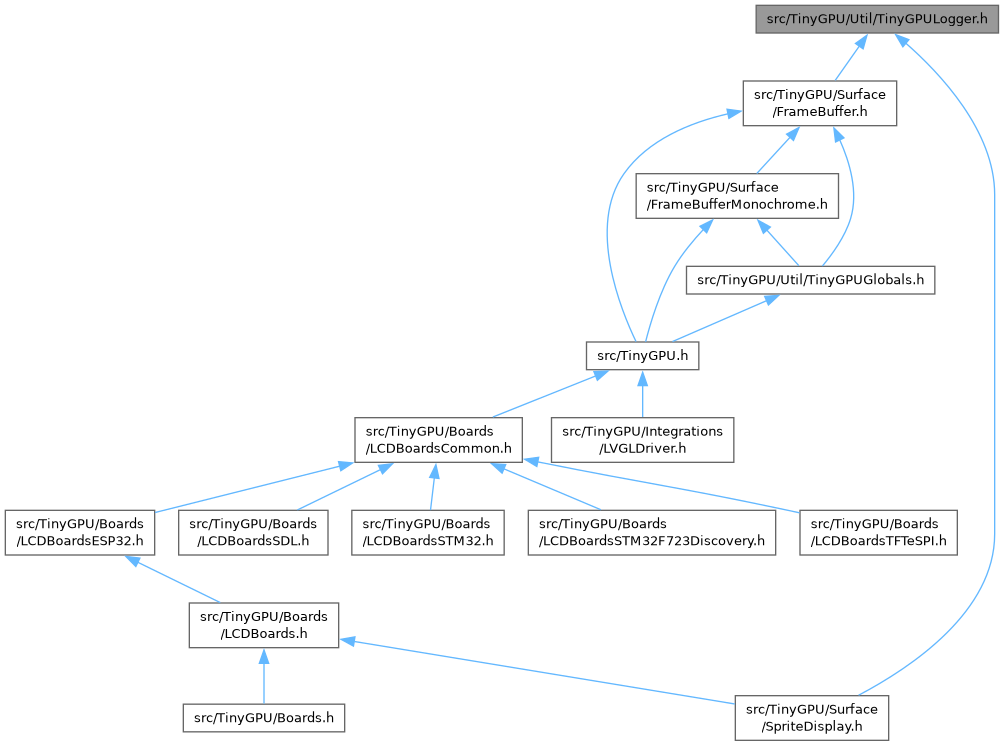 src/TinyGPU/Util/TinyGPULogger.h
src/TinyGPU/Surface
/FrameBuffer.h
src/TinyGPU/Surface
/FrameBufferMonochrome.h
src/TinyGPU/Util/TinyGPUGlobals.h
src/TinyGPU.h
src/TinyGPU/Boards
/LCDBoardsCommon.h
src/TinyGPU/Integrations
/LVGLDriver.h
src/TinyGPU/Boards
/LCDBoardsESP32.h
src/TinyGPU/Boards
/LCDBoardsSDL.h
src/TinyGPU/Boards
/LCDBoardsSTM32.h
src/TinyGPU/Boards
/LCDBoardsSTM32F723Discovery.h
src/TinyGPU/Boards
/LCDBoardsTFTeSPI.h
src/TinyGPU/Boards
/LCDBoards.h
src/TinyGPU/Boards.h
src/TinyGPU/Surface
/SpriteDisplay.h